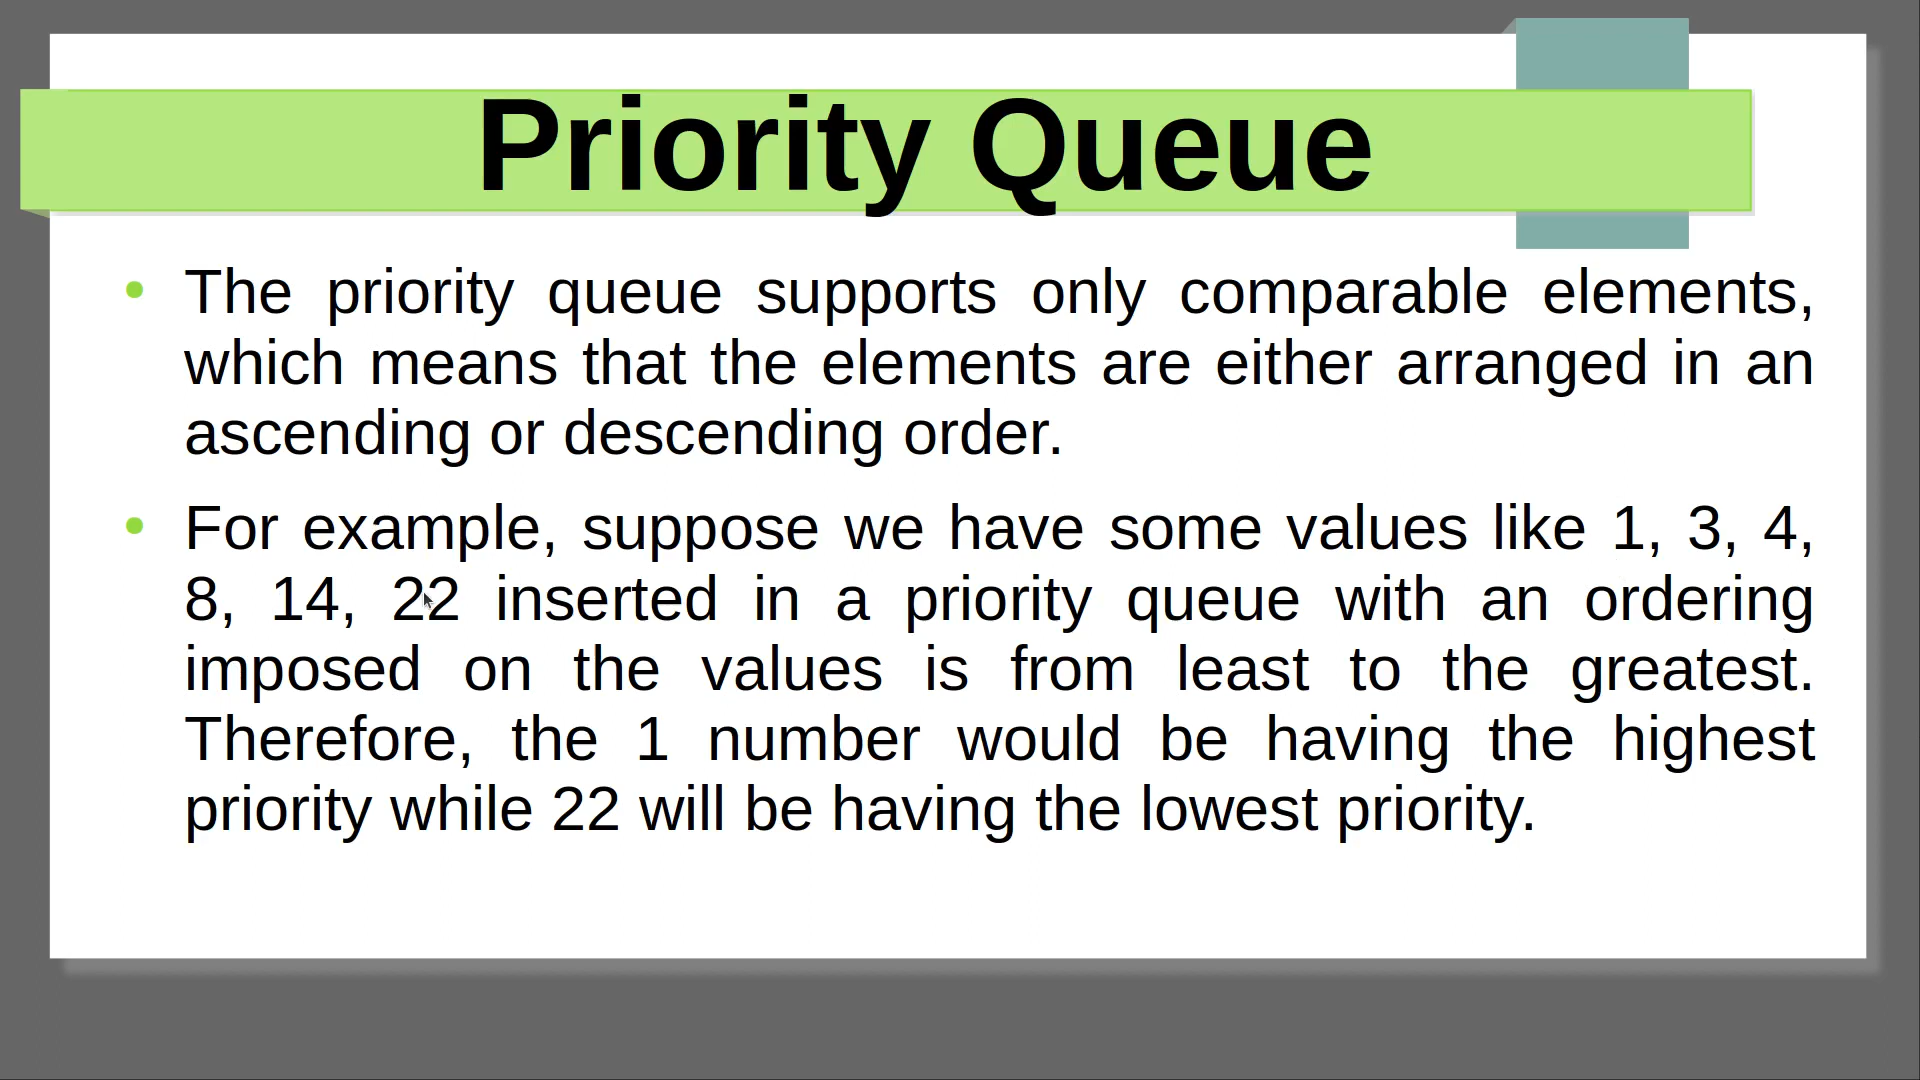 Priority Queue
• The priority queue supports only comparable elements,
which means that the elements are either arranged in an
ascending or descending order.
• For example, suppose we have some values like 1, 3, 4,
8, 14, 22 inserted in a priority queue with an ordering
imposed on the values is from least to the greatest.
Therefore, the 1 number would be having the highest
priority while 22 will be having the lowest priority.